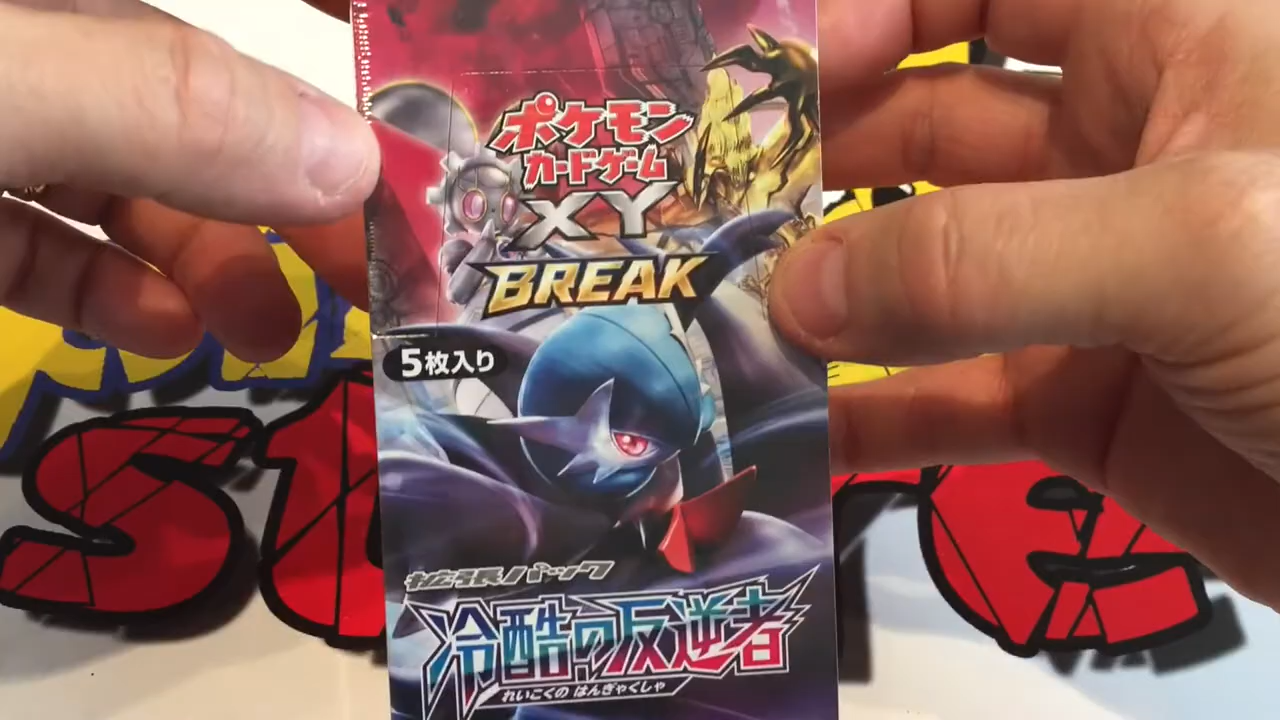 ポケモン
カードゲーム
XY
BREAK
5枚入り
拡張パック
冷酷の反逆者
れいこくの はんぎゃくしゃ